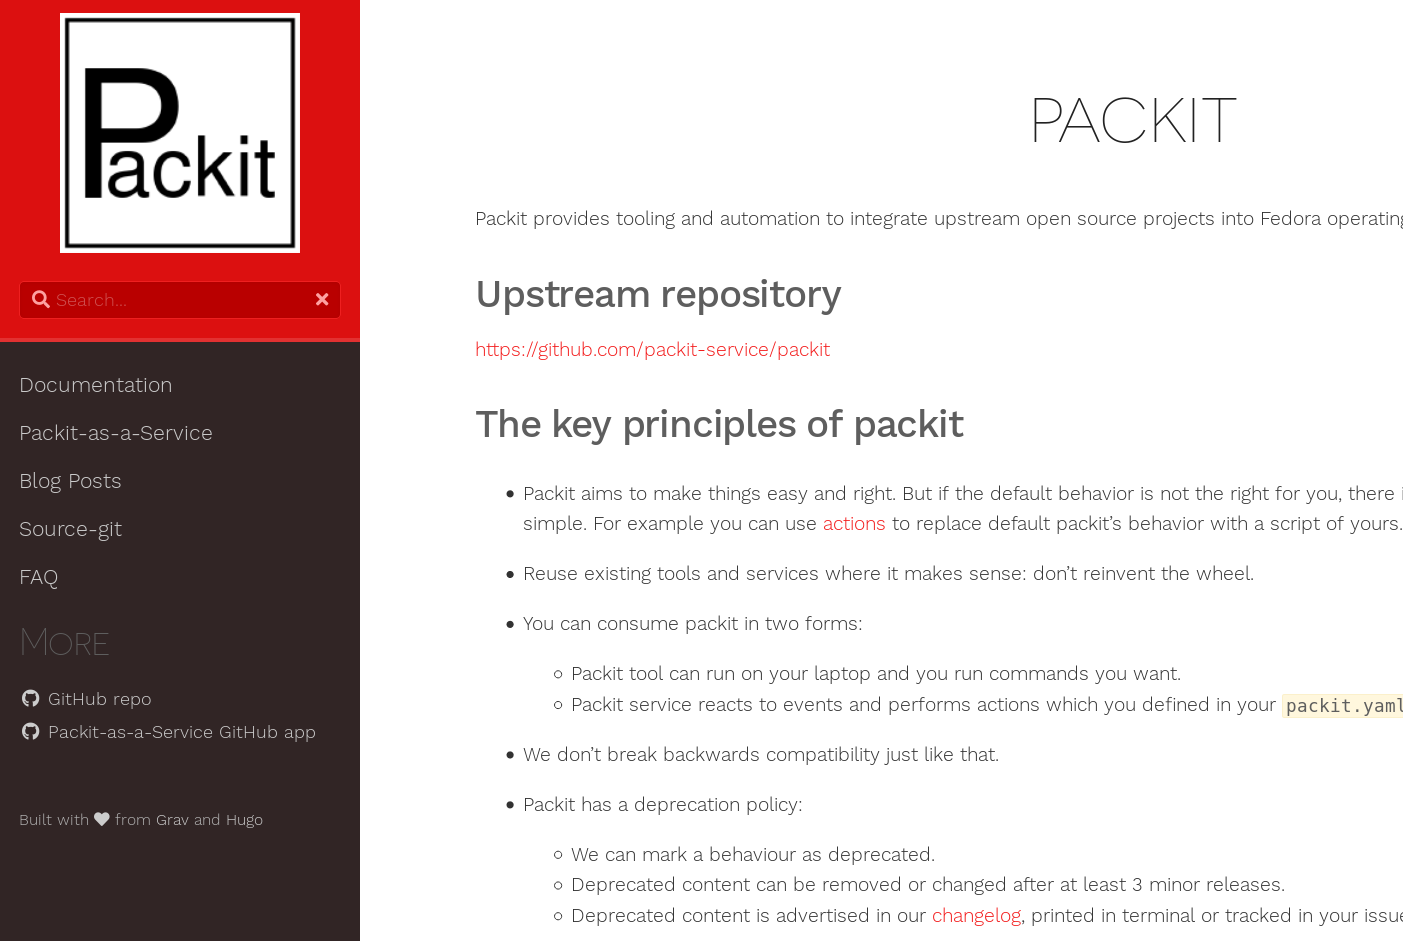 Packit
Search...
Documentation
Packit-as-a-Service
Blog Posts
Source-git
FAQ
More
GitHub repo
Packit-as-a-Service GitHub app
Built with from Grav and Hugo
PACKIT
Packit provides tooling and automation to integrate upstream open source projects into Fedora operating
Upstream repository
https://github.com/packit-service/packit
The key principles of packit
Packit aims to make things easy and right. But if the default behavior is not the right for you, there i
simple. For example you can use actions to replace default packit’s behavior with a script of yours.
Reuse existing tools and services where it makes sense: don’t reinvent the wheel.
You can consume packit in two forms:
Packit tool can run on your laptop and you run commands you want.
Packit service reacts to events and performs actions which you defined in your packit.yaml
We don’t break backwards compatibility just like that.
Packit has a deprecation policy:
We can mark a behaviour as deprecated.
Deprecated content can be removed or changed after at least 3 minor releases.
Deprecated content is advertised in our changelog, printed in terminal or tracked in your issue